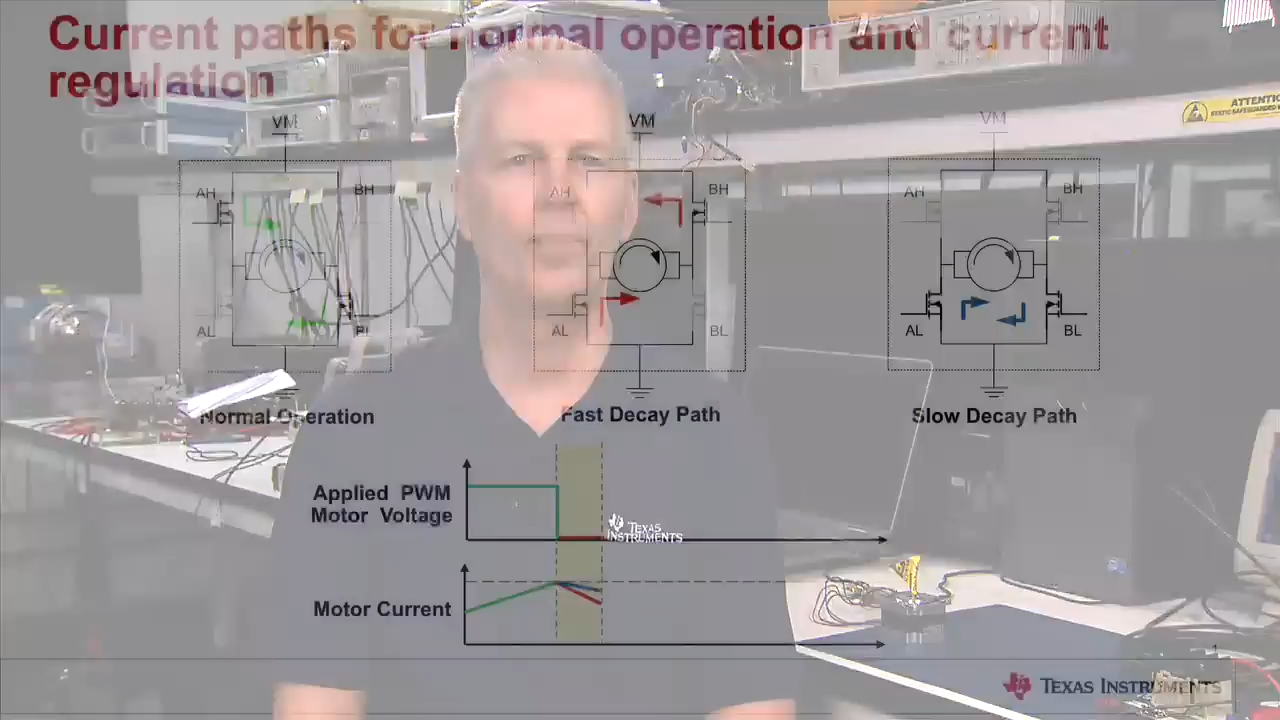 Current paths for normal operation and current
regulation
VM
VM
VM
AH
BH
AH
BH
AH
BH
AL
BL
AL
BL
AL
BL
Normal Operation
Fast Decay Path
Slow Decay Path
Applied PWM
Motor Voltage
TEXAS
INSTRUMENTS
Motor Current
1
TEXAS INSTRUMENTS
ATTENTIO